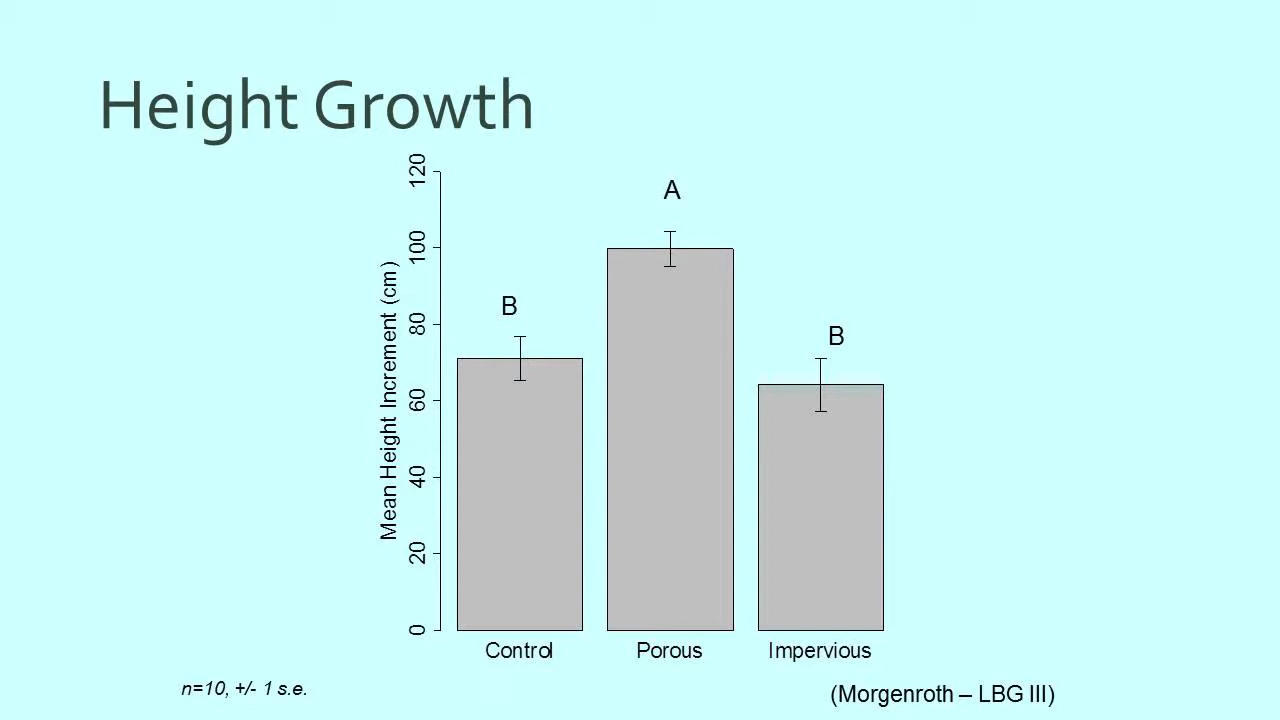 Height Growth
Mean Height Increment (cm)
120
100
80
60
40
20
0
A
B
B
Control
Porous
Impervious
n=10, +/- 1 s.e.
(Morgenroth – LBG III)